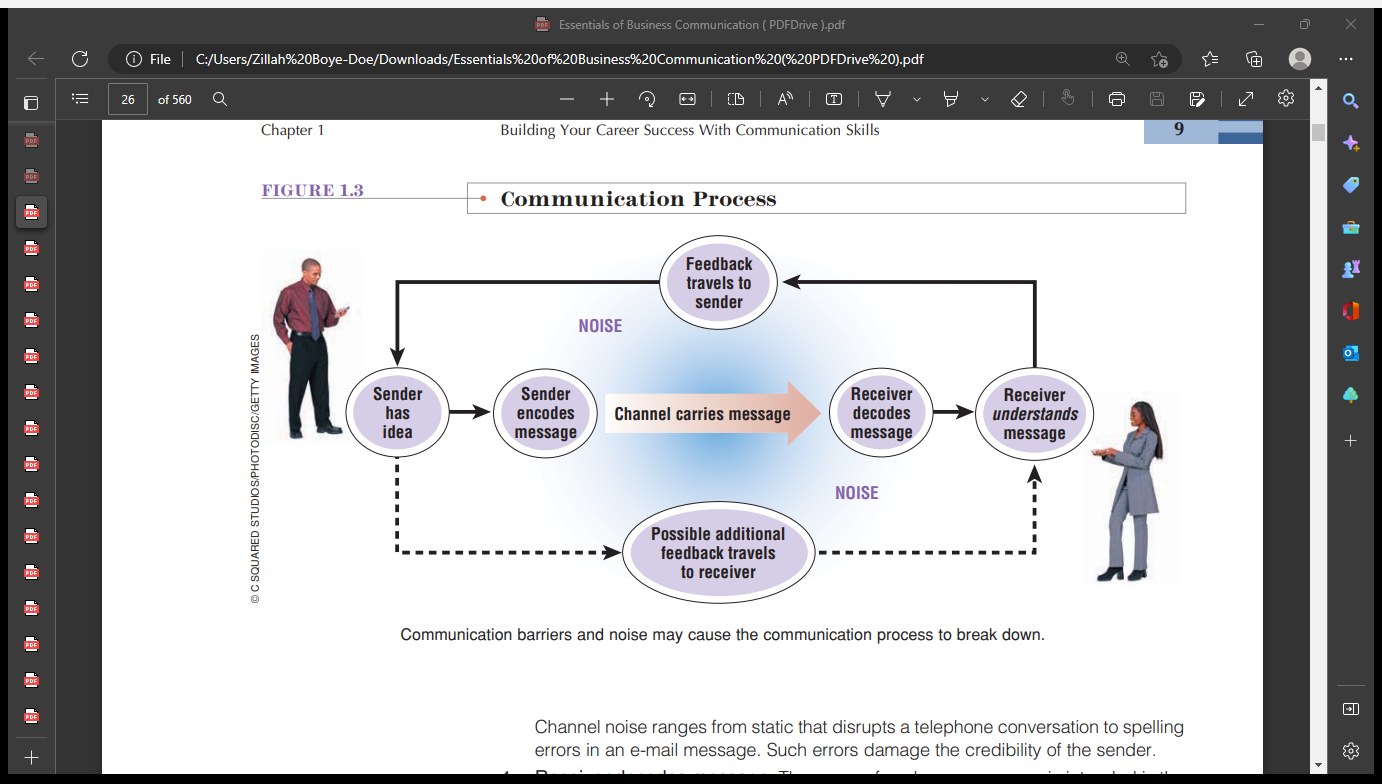 Essentials of Business Communication ( PDFDrive ).pdf
File
C:/Users/Zillah%20Boye-Doe/Downloads/Essentials%20of%20Business%20Communication%20(%20PDFDrive%20).pdf
26 of 560
Chapter 1
Building Your Career Success With Communication Skills
9
FIGURE 1.3
Communication Process
Feedback
travels to
sender
NOISE
Sender
has
idea
Sender
encodes
message
Channel carries message
Receiver
decodes
message
Receiver
understands
message
NOISE
Possible additional
feedback travels
to receiver
© C SQUARED STUDIOS/PHOTODISC/GETTY IMAGES
Communication barriers and noise may cause the communication process to break down.
Channel noise ranges from static that disrupts a telephone conversation to spelling
errors in an e-mail message. Such errors damage the credibility of the sender.